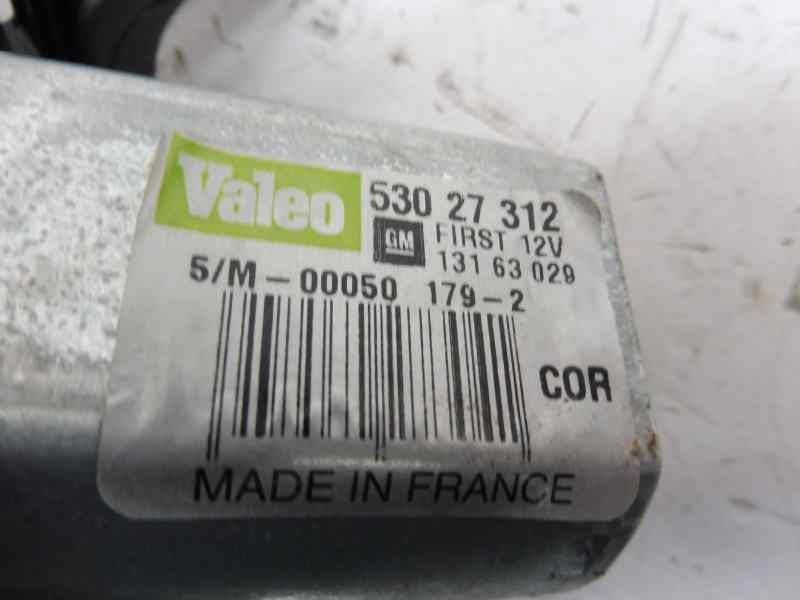 Valeo 530 27 312
GM FIRST 12V
131 63 029
5/M-00050 179-2
COR
MADE IN FRANCE